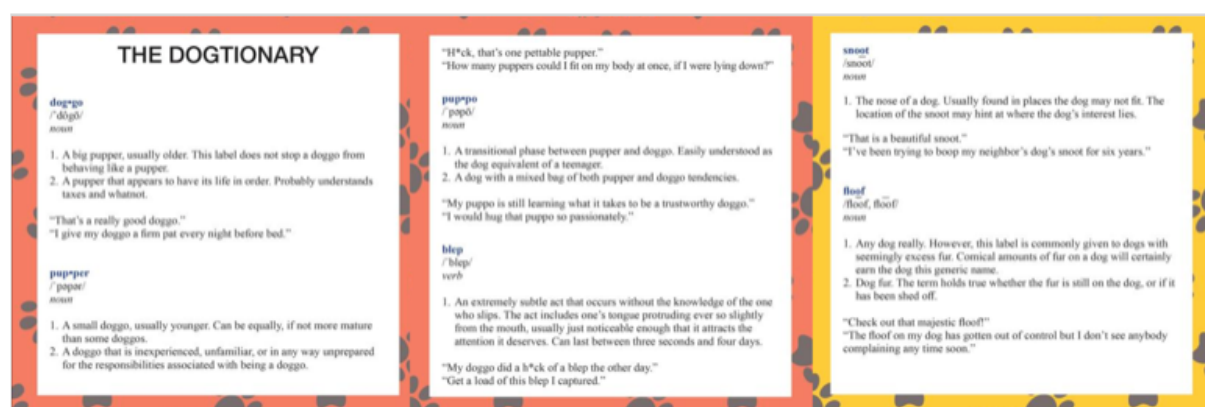 THE DOGTIONARY
dog•go
/ˈdôgō/
noun
1. A big pupper, usually older. This label does not stop a doggo from
behaving like a pupper.
2. A pupper that appears to have its life in order. Probably understands
taxes and whatnot.
“That’s a really good doggo.”
“I give my doggo a firm pat every night before bed.”
pup•per
noun
1. A small doggo, usually younger. Can be equally, if not more mature
than some doggos.
2. A doggo that is inexperienced, unfamiliar, or in any way unprepared
for the responsibilities associated with being a doggo.
“H*ck, that’s one pettable pupper.”
“How many puppers could I fit on my body at once, if I were lying down?”
pup•po
noun
1. A transitional phase between pupper and doggo. Easily understood as
the dog equivalent of a teenager.
2. A dog with a mixed bag of both pupper and doggo tendencies.
“My puppo is still learning what it takes to be a trustworthy doggo.”
“I would hug that puppo so passionately.”
blep
/ˈblep/
verb
1. An extremely subtle act that occurs without the knowledge of the one
who slips. The act includes one’s tongue protruding ever so slightly
from the mouth, usually just noticeable enough that it attracts the
attention it deserves. Can last between three seconds and four days.
“My doggo did a h*ck of a blep the other day.”
“Get a load of this blep I captured.”
snoot
/sno͞ot/
noun
1. The nose of a dog. Usually found in places the dog may not fit. The
location of the snoot may hint at where the dog’s interest lies.
“That is a beautiful snoot.”
“I’ve been trying to boop my neighbor’s dog’s snoot for six years.”
floof
/flo͝of, flo͞of/
noun
1. Any dog really. However, this label is commonly given to dogs with
seemingly excess fur. Comical amounts of fur on a dog will certainly
earn the dog this generic name.
2. Dog fur. The term holds true whether the fur is still on the dog, or if it
has been shed off.
“Check out that majestic floof!”
“The floof on my dog has gotten out of control but I don’t see anybody
complaining any time soon.”